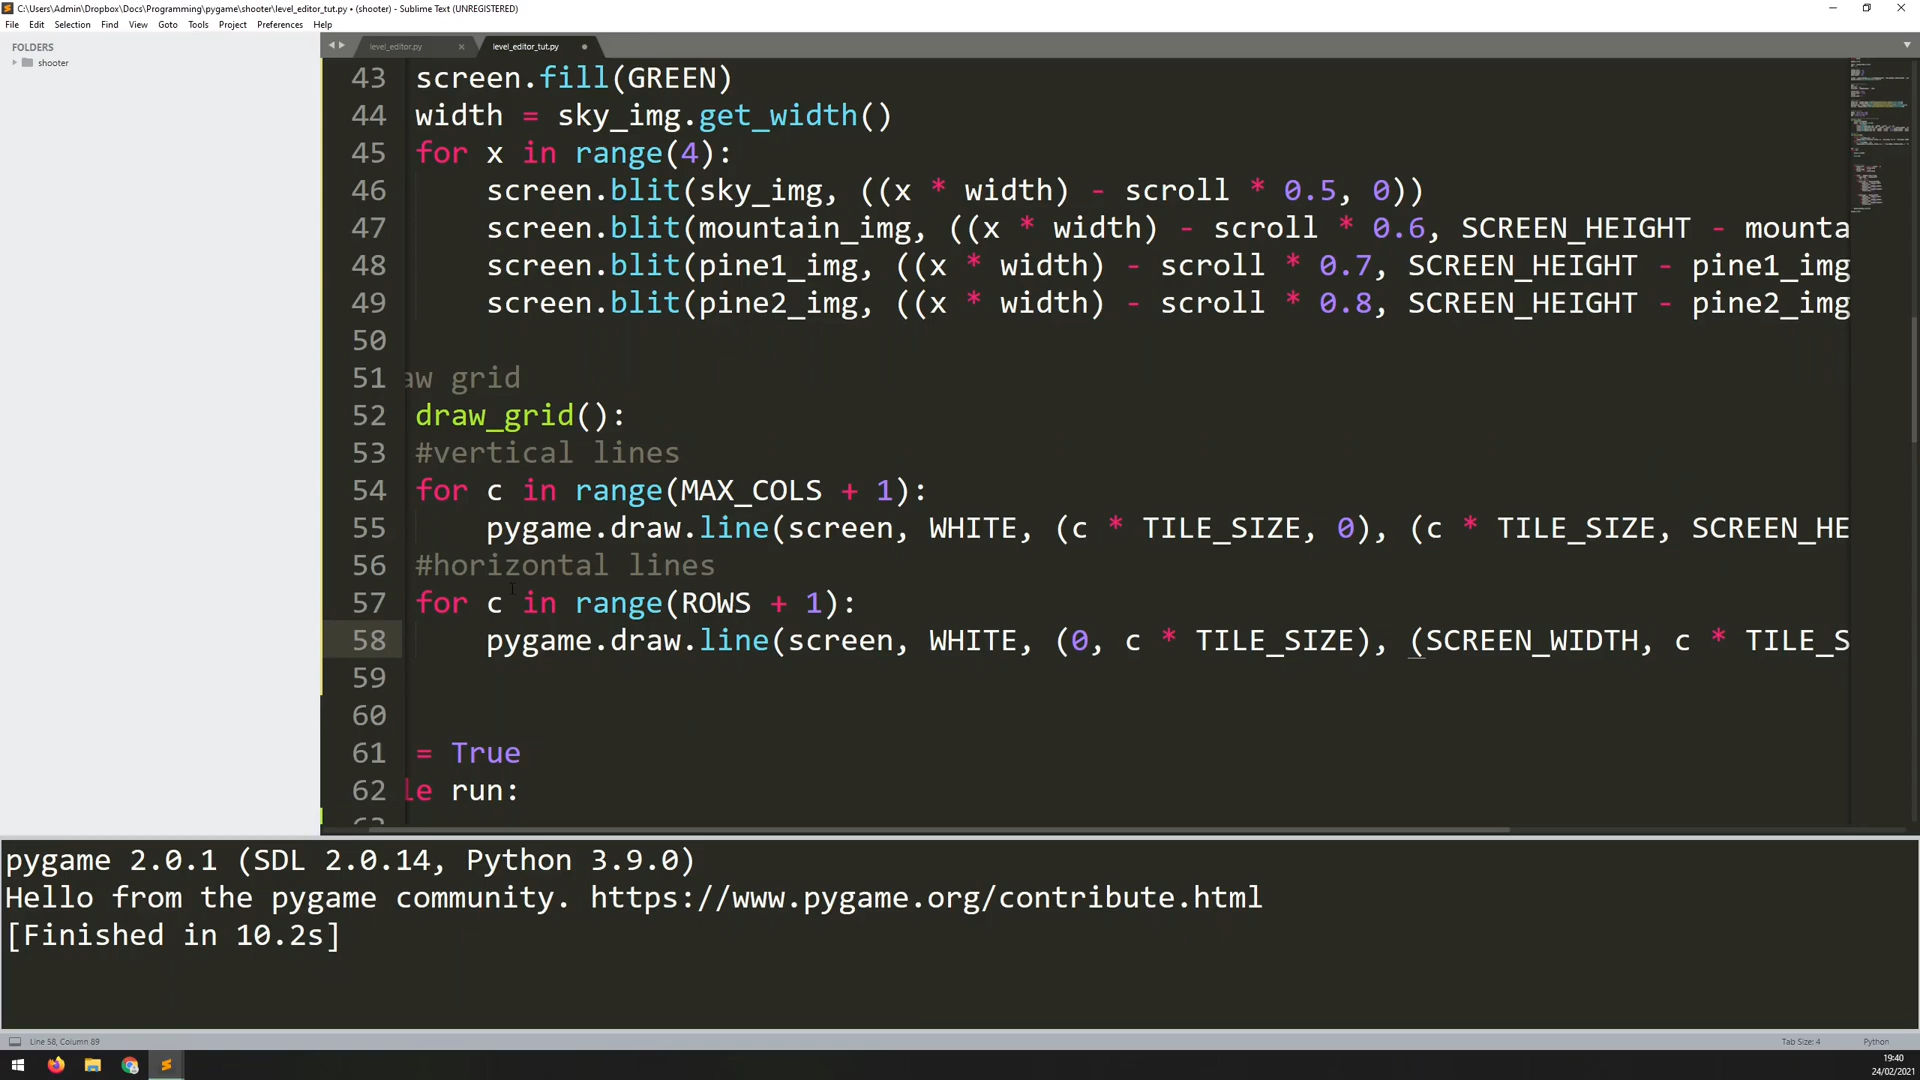 C:\Users\Admin\Dropbox\Docs\Programming\pygame\shooter\level_editor_tut.py • (shooter) - Sublime Text (UNREGISTERED)
File Edit Selection Find View Goto Tools Project Preferences Help
FOLDERS
shooter
level_editor.py
level_editor_tut.py
43 screen.fill(GREEN)
44 width = sky_img.get_width()
45 for x in range(4):
46 screen.blit(sky_img, ((x * width) - scroll * 0.5, 0))
47 screen.blit(mountain_img, ((x * width) - scroll * 0.6, SCREEN_HEIGHT - mounta
48 screen.blit(pine1_img, ((x * width) - scroll * 0.7, SCREEN_HEIGHT - pine1_img
49 screen.blit(pine2_img, ((x * width) - scroll * 0.8, SCREEN_HEIGHT - pine2_img
50
51 aw grid
52 draw_grid():
53 #vertical lines
54 for c in range(MAX_COLS + 1):
55 pygame.draw.line(screen, WHITE, (c * TILE_SIZE, 0), (c * TILE_SIZE, SCREEN_HE
56 #horizontal lines
57 for c in range(ROWS + 1):
58 pygame.draw.line(screen, WHITE, (0, c * TILE_SIZE), (SCREEN_WIDTH, c * TILE_S
59
60
61 = True
62 le run:
63
pygame 2.0.1 (SDL 2.0.14, Python 3.9.0)
Hello from the pygame community. https://www.pygame.org/contribute.html
[Finished in 10.2s]
Line 58, Column 89
Tab Size: 4
Python
19:40
24/02/2021